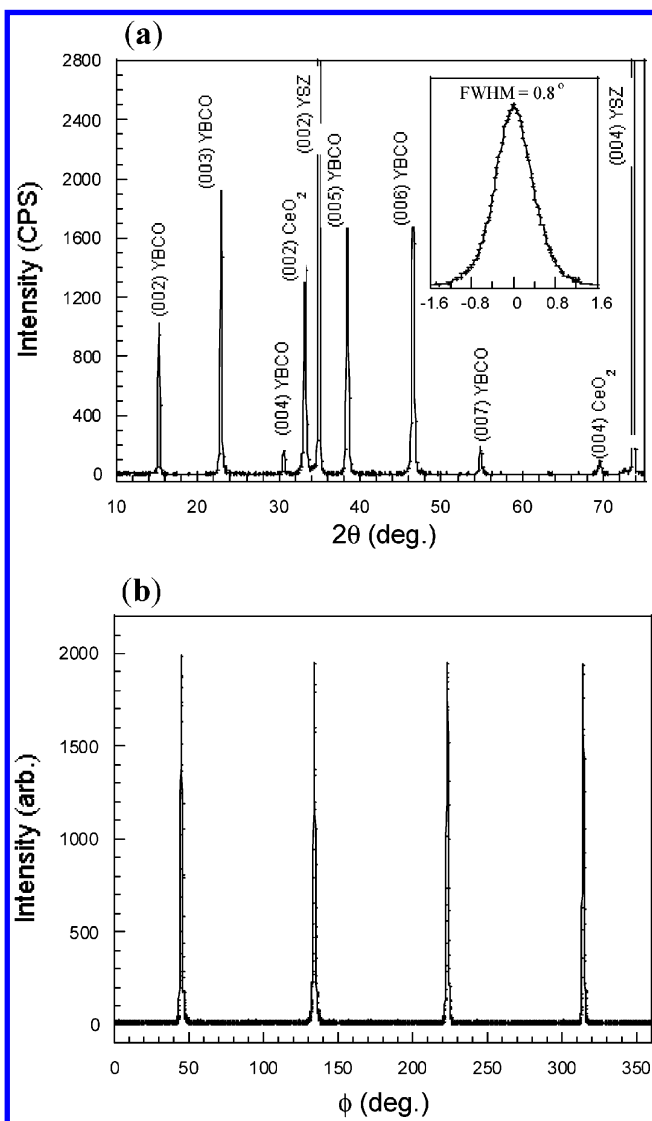 (a)
2800
2400
2000
1600
1200
800
400
0
Intensity (CPS)
(002) YBCO
(003) YBCO
(004) YBCO
(002) CeO₂
(002) YSZ
(005) YBCO
(006) YBCO
(007) YBCO
(004) CeO₂
(004) YSZ
FWHM = 0.8°
-1.6 -0.8 0 0.8 1.6
10 20 30 40 50 60 70
2θ (deg.)
(b)
2000
1500
1000
500
0
Intensity (arb.)
0 50 100 150 200 250 300 350
ϕ (deg.)